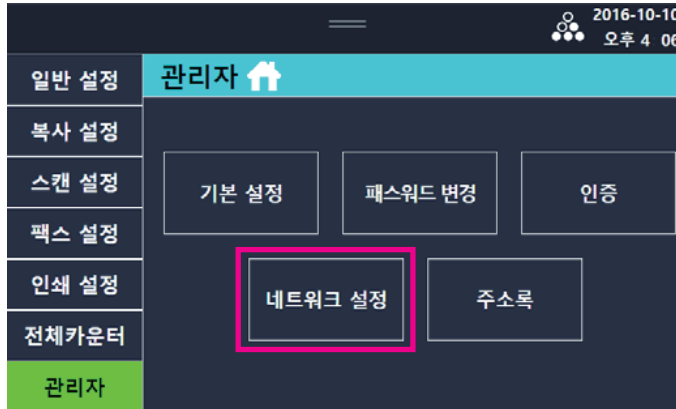 2016-10-10
오후 4 06
일반 설정
관리자
복사 설정
스캔 설정
기본 설정
패스워드 변경
인증
팩스 설정
인쇄 설정
네트워크 설정
주소록
전체카운터
관리자